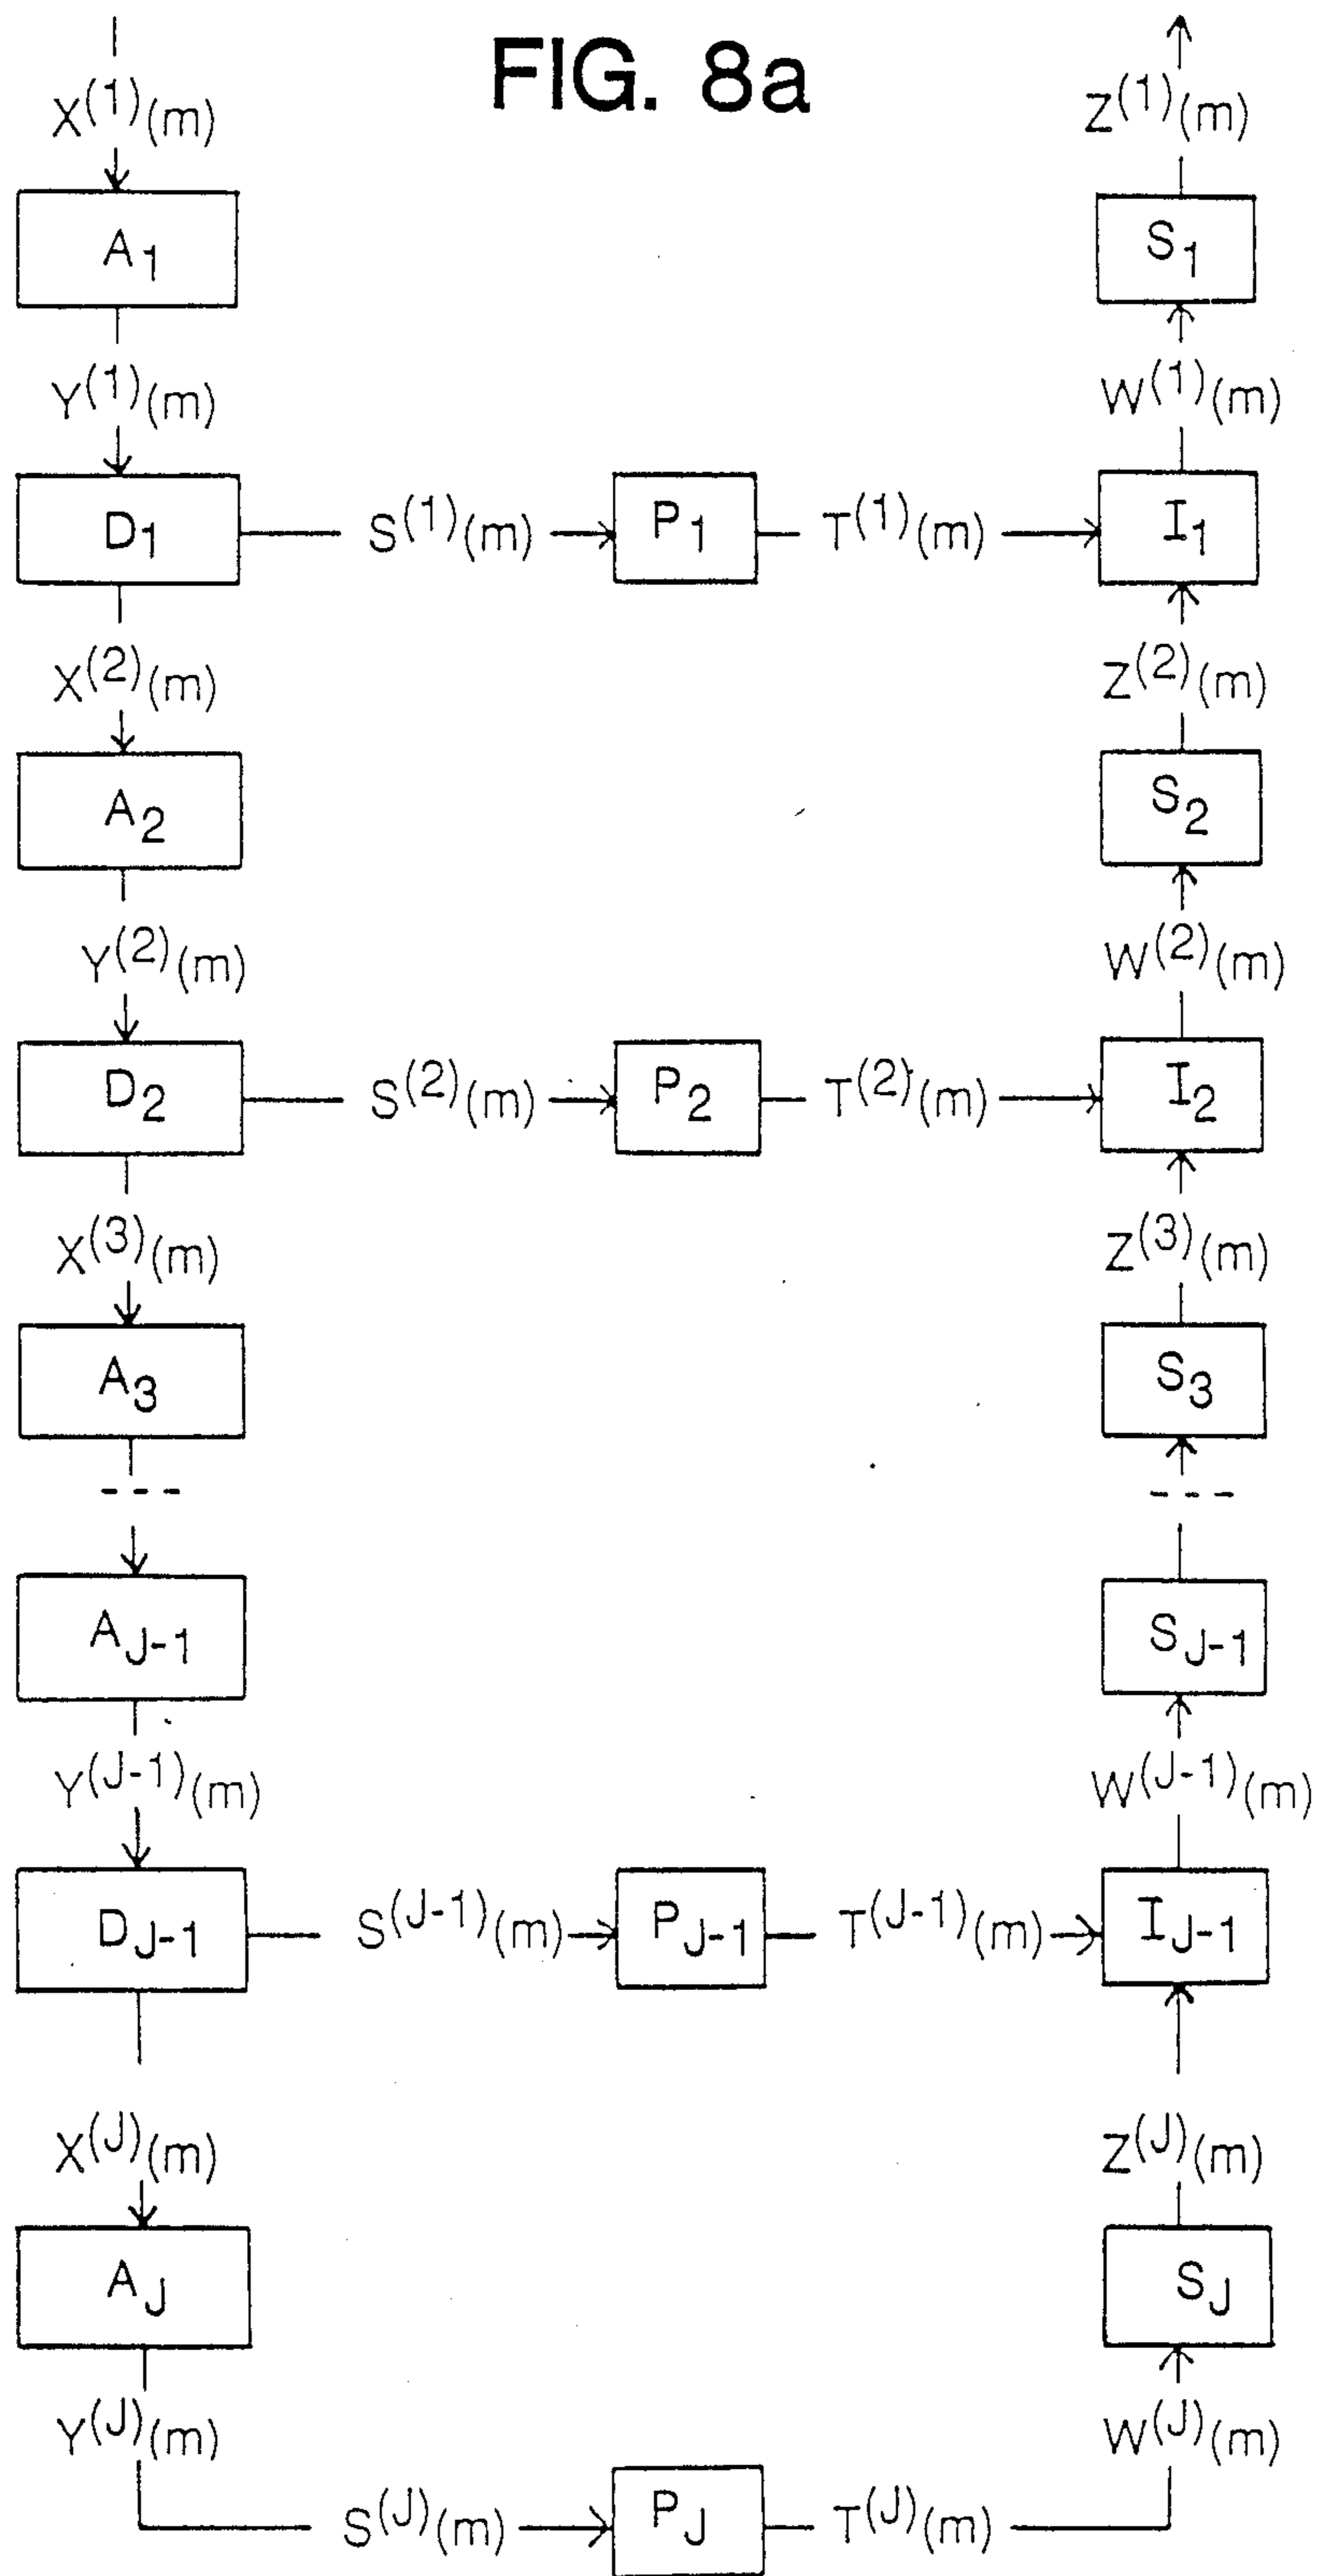 FIG. 8a
X(1)(m)
Z(1)(m)
A1
S1
Y(1)(m)
W(1)(m)
D1
S(1)(m)
P1
T(1)(m)
I1
X(2)(m)
Z(2)(m)
A2
S2
Y(2)(m)
W(2)(m)
D2
S(2)(m)
P2
T(2)(m)
I2
X(3)(m)
Z(3)(m)
A3
S3
AJ-1
SJ-1
Y(J-1)(m)
W(J-1)(m)
DJ-1
S(J-1)(m)
PJ-1
T(J-1)(m)
IJ-1
X(J)(m)
Z(J)(m)
AJ
SJ
Y(J)(m)
W(J)(m)
S(J)(m)
PJ
T(J)(m)